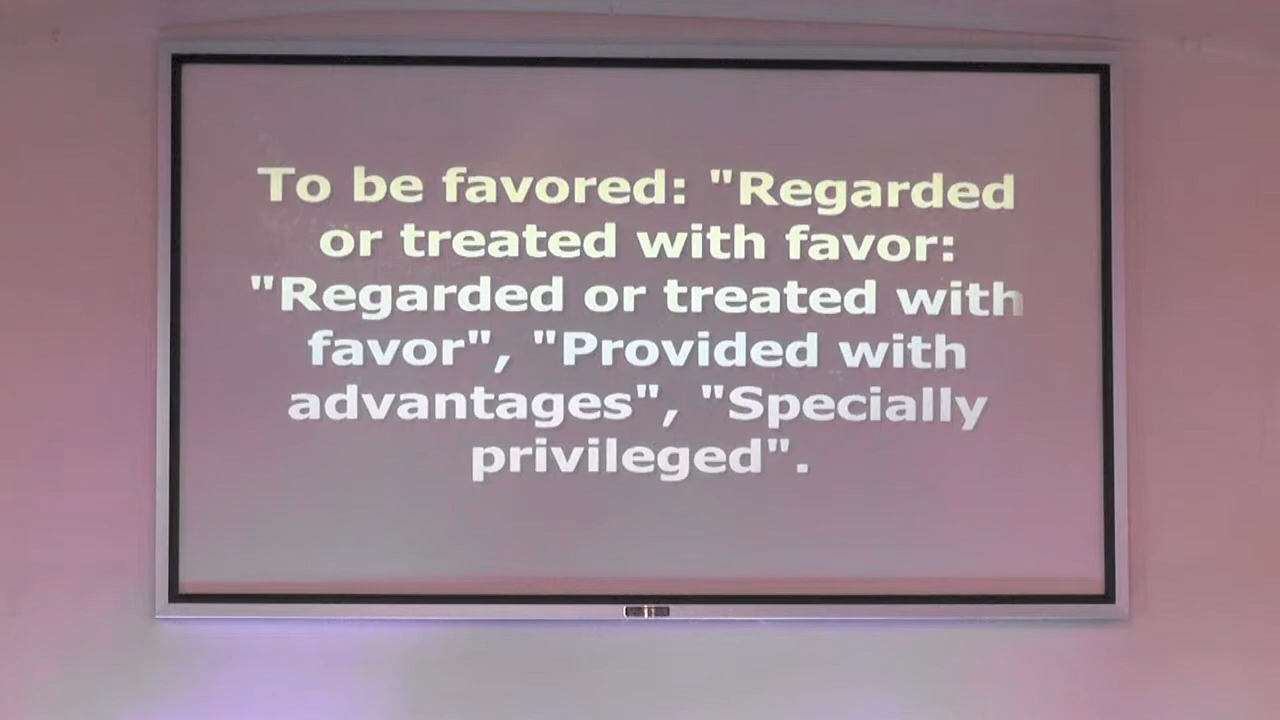 To be favored: "Regarded
or treated with favor:
"Regarded or treated with
favor", "Provided with
advantages", "Specially
privileged".